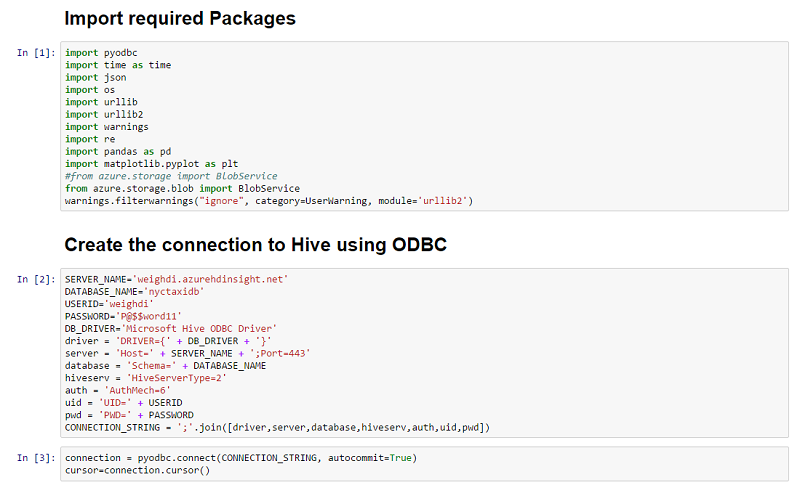 Import required Packages
In [1]:
import pyodbc
import time as time
import json
import os
import urllib
import urllib2
import warnings
import re
import pandas as pd
import matplotlib.pyplot as plt
#from azure.storage import BlobService
from azure.storage.blob import BlobService
warnings.filterwarnings("ignore", category=UserWarning, module='urllib2')
Create the connection to Hive using ODBC
In [2]:
SERVER_NAME='weighdi.azurehdinsight.net'
DATABASE_NAME='nyctaxidb'
USERID='weighdi'
PASSWORD='P@$$word11'
DB_DRIVER='Microsoft Hive ODBC Driver'
driver = 'DRIVER={' + DB_DRIVER + '}'
server = 'Host=' + SERVER_NAME + ';Port=443'
database = 'Schema=' + DATABASE_NAME
hiveserv = 'HiveServerType=2'
auth = 'AuthMech=6'
uid = 'UID=' + USERID
pwd = 'PWD=' + PASSWORD
CONNECTION_STRING = ';'.join([driver,server,database,hiveserv,auth,uid,pwd])
In [3]:
connection = pyodbc.connect(CONNECTION_STRING, autocommit=True)
cursor=connection.cursor()